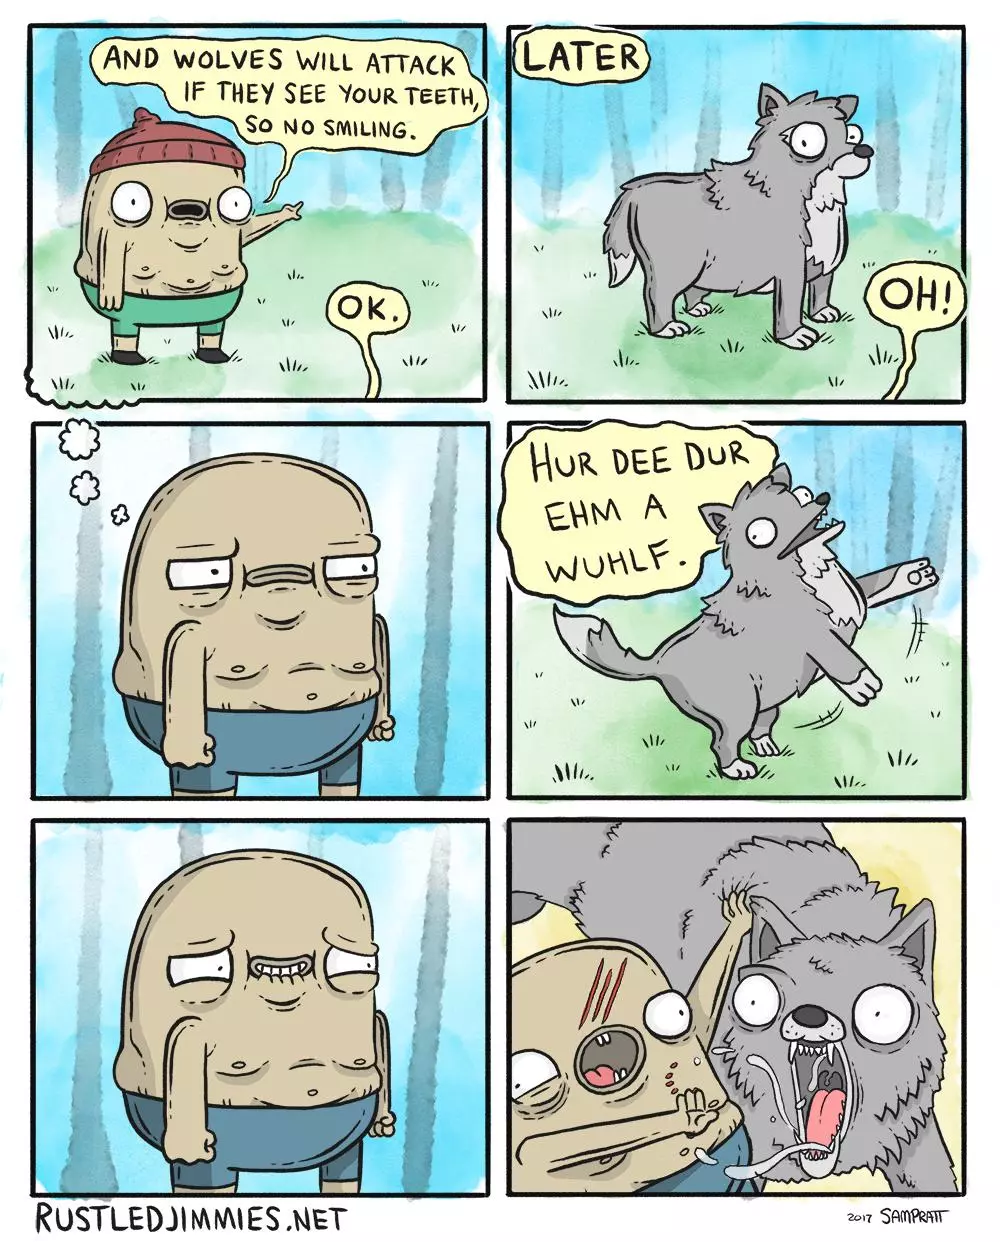 AND WOLVES WILL ATTACK
IF THEY SEE YOUR TEETH,
SO NO SMILING.
OK.
LATER
OH!
HUR DEE DUR
EHM A
WUHLF.
RUSTLEDJIMMIES.NET
2017 SAMPRATT